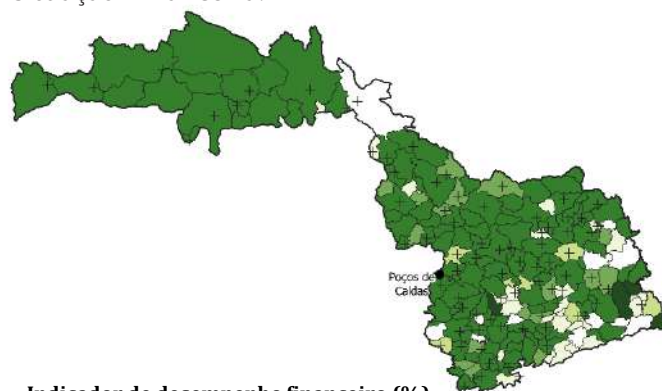 Poços de
Caldas
Indicador de desempenho financeiro (%)